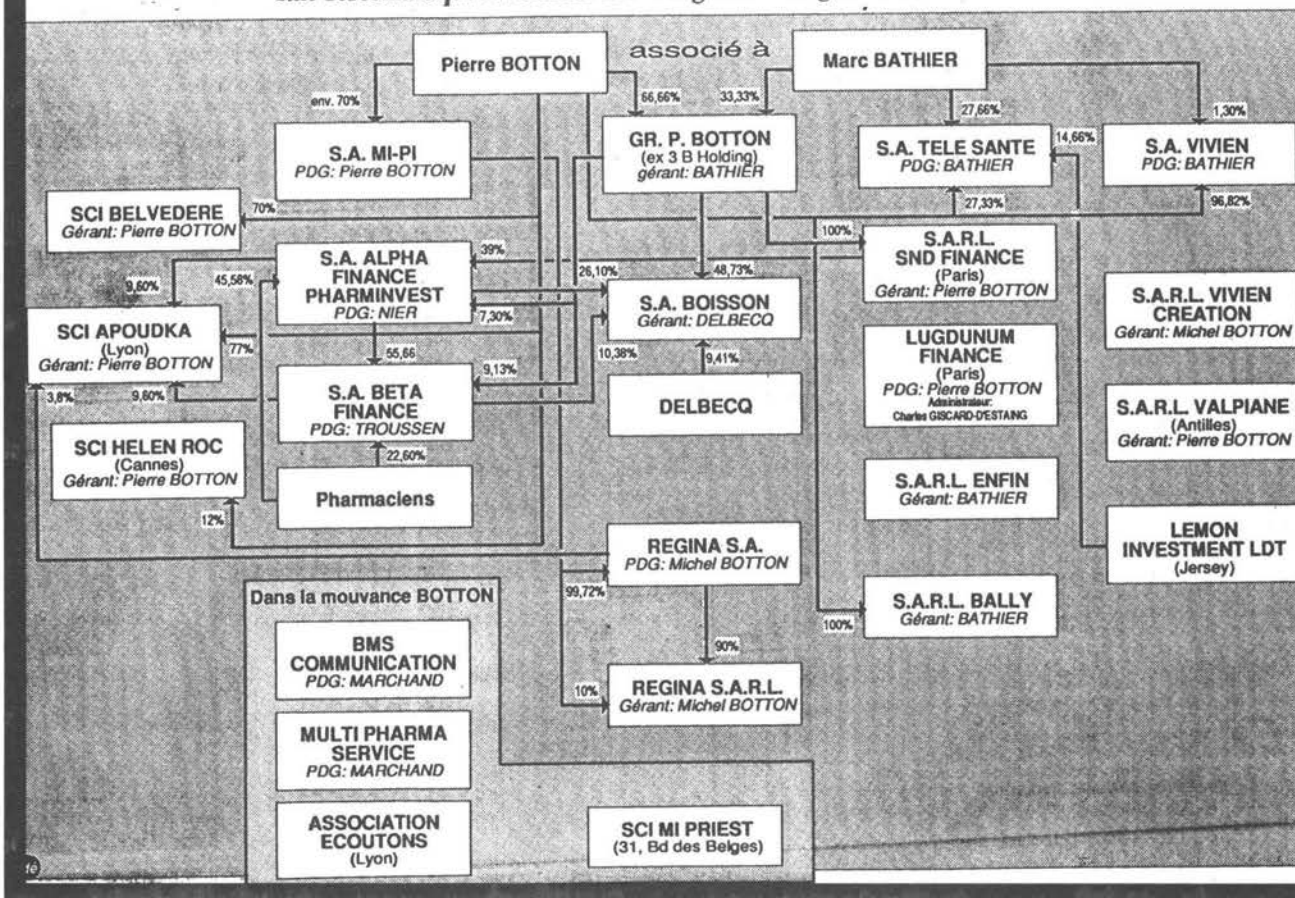 associé à
Pierre BOTTON
Marc BATHIER
env. 70%
66,66%
33,33%
27,66%
1,30%
S.A. MI-PI
PDG: Pierre BOTTON
GR. P. BOTTON
(ex 3 B Holding)
gérant: BATHIER
S.A. TELE SANTE
PDG: BATHIER
14,66%
S.A. VIVIEN
PDG: BATHIER
SCI BELVEDERE
Gérant: Pierre BOTTON
70%
27,33%
96,82%
100%
S.A. ALPHA
FINANCE
PHARMINVEST
PDG: NIER
39%
26,10%
48,73%
S.A.R.L.
SND FINANCE
(Paris)
Gérant: Pierre BOTTON
9,60%
45,58%
7,30%
S.A. BOISSON
Gérant: DELBECQ
S.A.R.L. VIVIEN
CREATION
Gérant: Michel BOTTON
SCI APOUDKA
(Lyon)
Gérant: Pierre BOTTON
77%
55,66
10,38%
9,41%
LUGDUNUM
FINANCE
(Paris)
PDG: Pierre BOTTON
Administrateur:
Charles GISCARD-D'ESTAING
3,8%
9,60%
9,13%
S.A. BETA
FINANCE
PDG: TROUSSEN
DELBECQ
S.A.R.L. VALPIANE
(Antilles)
Gérant: Pierre BOTTON
SCI HELEN ROC
(Cannes)
Gérant: Pierre BOTTON
22,60%
Pharmaciens
S.A.R.L. ENFIN
Gérant: BATHIER
12%
REGINA S.A.
PDG: Michel BOTTON
LEMON
INVESTMENT LDT
(Jersey)
99,72%
S.A.R.L. BALLY
Gérant: BATHIER
100%
90%
10%
REGINA S.A.R.L.
Gérant: Michel BOTTON
Dans la mouvance BOTTON
BMS
COMMUNICATION
PDG: MARCHAND
MULTI PHARMA
SERVICE
PDG: MARCHAND
ASSOCIATION
ECOUTONS
(Lyon)
SCI MI PRIEST
(31, Bd des Belges)